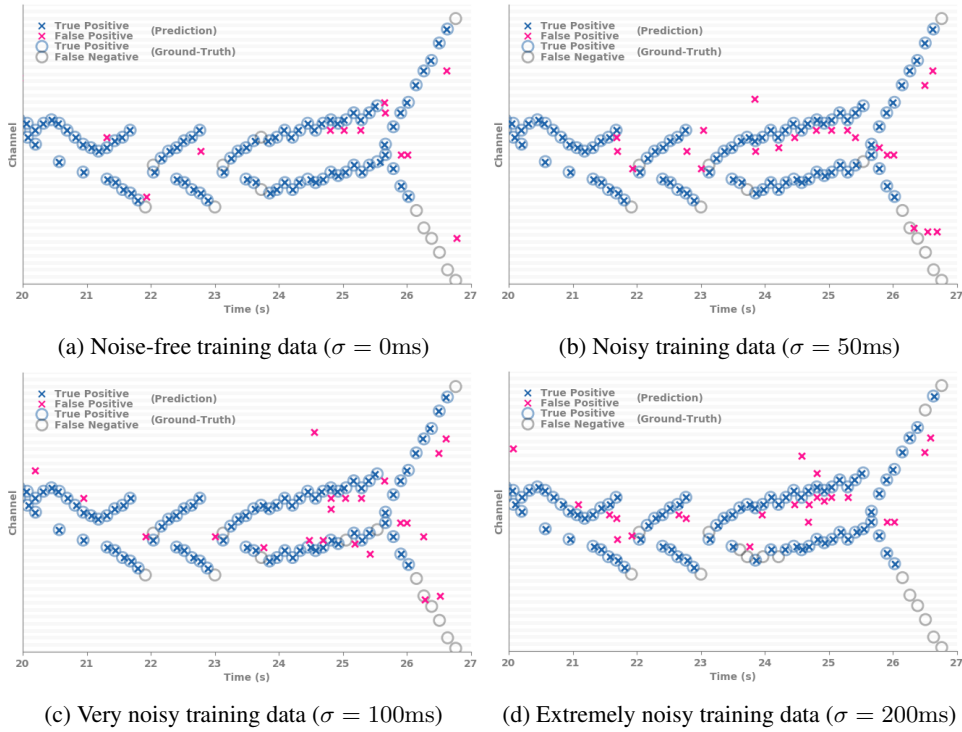 True Positive
False Positive
(Prediction)
True Positive
False Negative
(Ground-Truth)
Channel
20 21 22 23 24 25 26 27
Time (s)
(a) Noise-free training data (σ = 0ms)
True Positive
False Positive
(Prediction)
True Positive
False Negative
(Ground-Truth)
Channel
20 21 22 23 24 25 26 27
Time (s)
(b) Noisy training data (σ = 50ms)
True Positive
False Positive
(Prediction)
True Positive
False Negative
(Ground-Truth)
Channel
20 21 22 23 24 25 26 27
Time (s)
(c) Very noisy training data (σ = 100ms)
True Positive
False Positive
(Prediction)
True Positive
False Negative
(Ground-Truth)
Channel
20 21 22 23 24 25 26 27
Time (s)
(d) Extremely noisy training data (σ = 200ms)